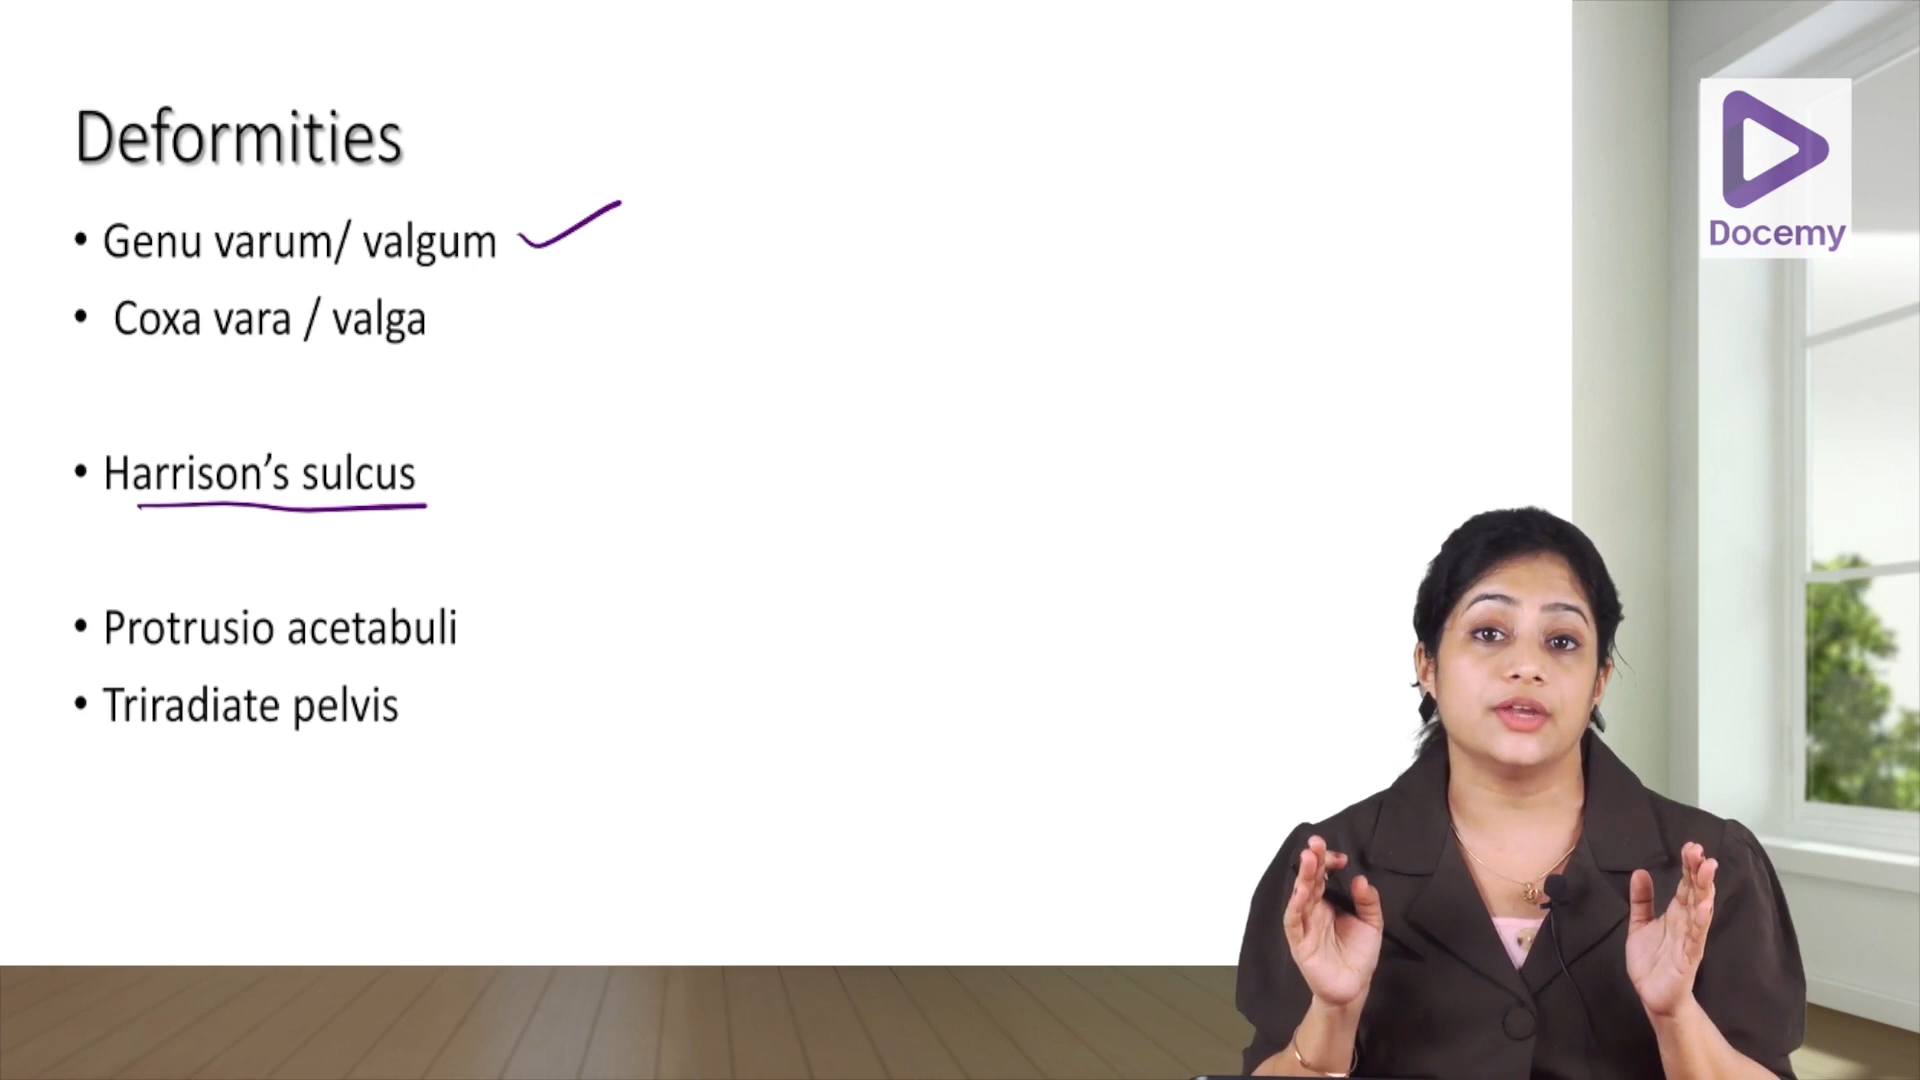 Deformities
• Genu varum/ valgum
• Coxa vara / valga
• Harrison’s sulcus
• Protrusio acetabuli
• Triradiate pelvis
Docemy